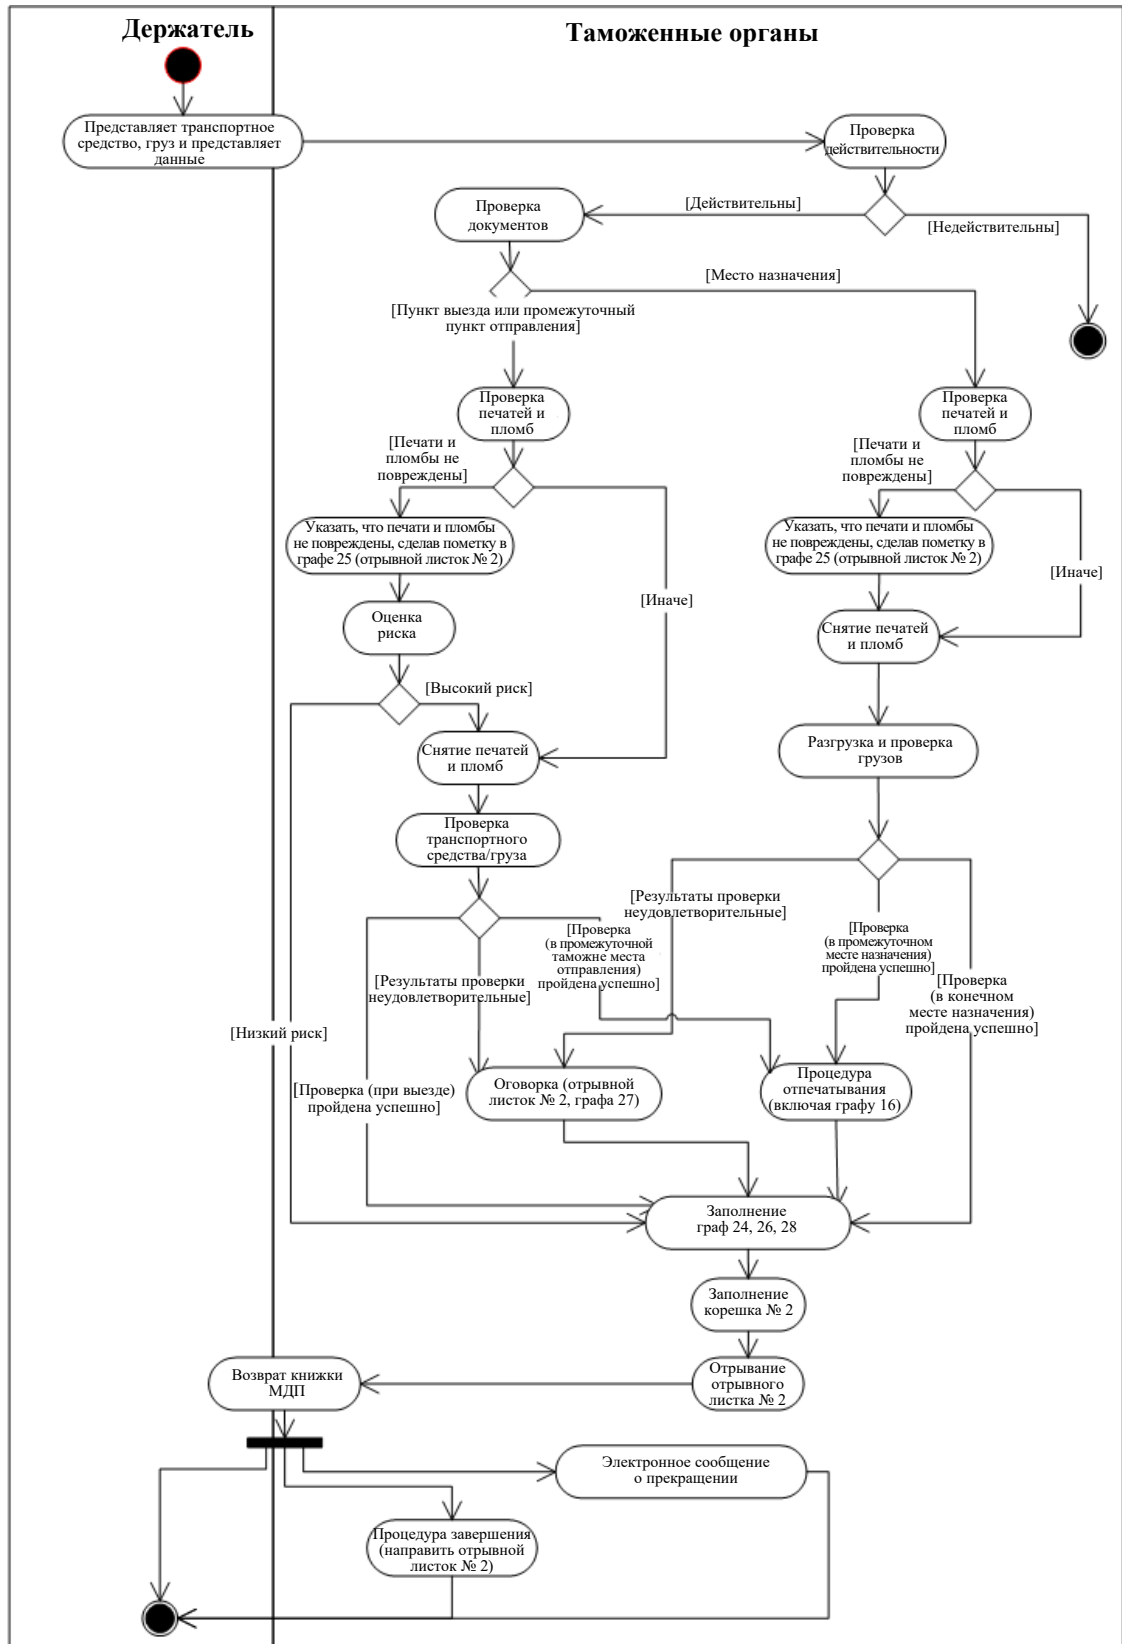 Держатель
Таможенные органы
Представляет транспортное
средство, груз и представляет
данные
Проверка
действительности
[Действительны]
[Недействительны]
Проверка
документов
[Место назначения]
[Пункт выезда или промежуточный
пункт отправления]
Проверка
печатей и
пломб
Проверка
печатей и
пломб
[Печати и
пломбы не
повреждены]
[Печати и
пломбы не
повреждены]
Указать, что печати и пломбы
не повреждены, сделав пометку в
графе 25 (отрывной листок № 2)
Указать, что печати и пломбы
не повреждены, сделав пометку в
графе 25 (отрывной листок № 2)
[Иначе]
[Иначе]
Оценка
риска
Снятие печатей
и пломб
[Высокий риск]
Снятие печатей
и пломб
Разгрузка и проверка
грузов
Проверка
транспортного
средства/груза
[Результаты проверки
неудовлетворительные]
[Проверка
(в промежуточной
таможне места
отправления)
пройдена успешно]
[Проверка
(в промежуточном
месте назначения)
пройдена успешно]
[Результаты проверки
неудовлетворительные]
[Проверка
(в конечном
месте назначения)
пройдена успешно]
[Низкий риск]
[Проверка (при выезде)
пройдена успешно]
Оговорка (отрывной
листок № 2, графа 27)
Процедура
отпечатывания
(включая графу 16)
Заполнение
граф 24, 26, 28
Заполнение
корешка № 2
Отрывание
отрывного
листка № 2
Возврат книжки
МДП
Электронное сообщение
о прекращении
Процедура завершения
(направить отрывной
листок № 2)